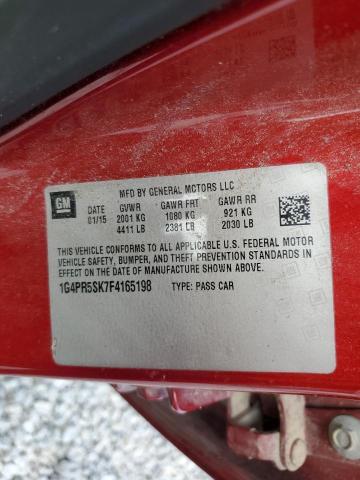 MFD BY GENERAL MOTORS LLC
GM
DATE GVWR GAWR FRT GAWR RR
01/15 2001 KG 1080 KG 921 KG
4411 LB 2381 LB 2030 LB
THIS VEHICLE CONFORMS TO ALL APPLICABLE U.S. FEDERAL MOTOR
VEHICLE SAFETY, BUMPER, AND THEFT PREVENTION STANDARDS
IN EFFECT ON THE DATE OF MANUFACTURE SHOWN ABOVE.
1G4PR5SK7F4165198 TYPE: PASS CAR